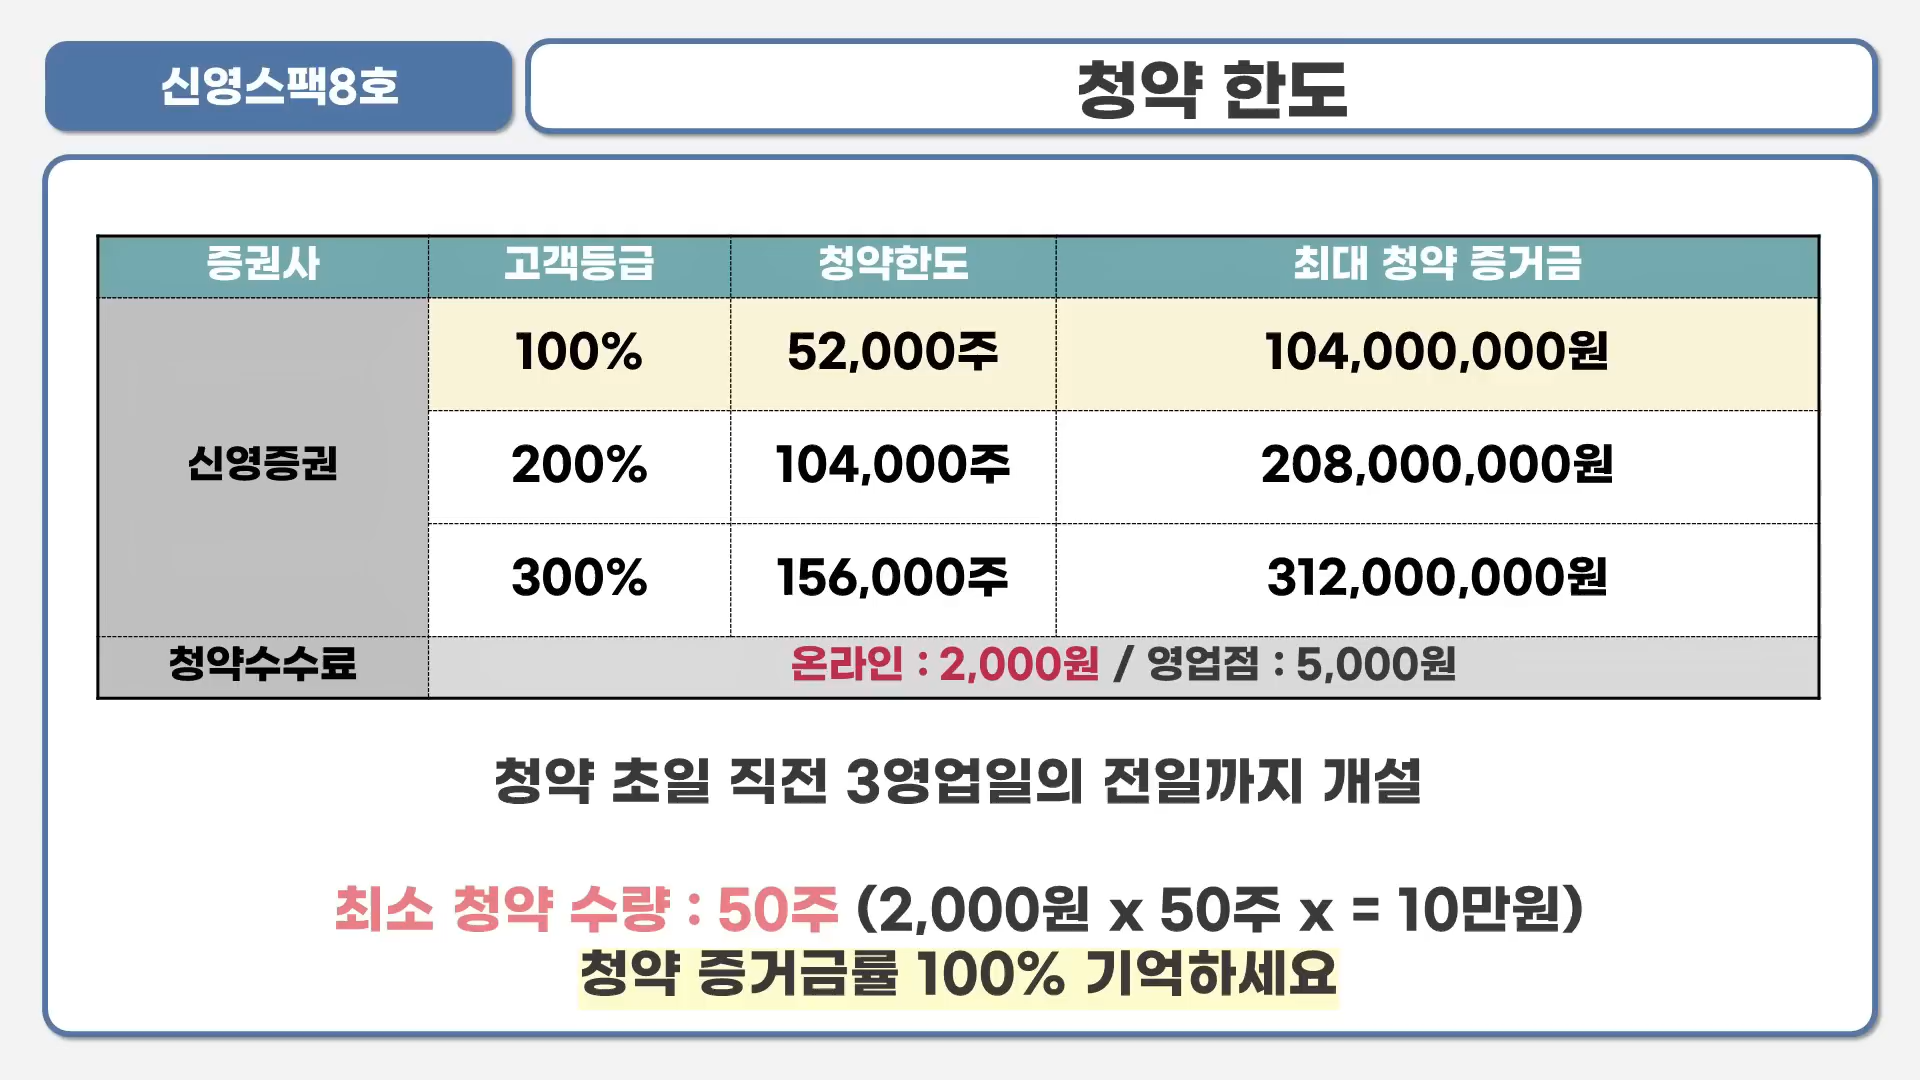 신영스팩8호
청약 한도
증권사 고객등급 청약한도 최대 청약 증거금
신영증권
100% 52,000주 104,000,000원
200% 104,000주 208,000,000원
300% 156,000주 312,000,000원
청약수수료 온라인 : 2,000원 / 영업점 : 5,000원
청약 초일 직전 3영업일의 전일까지 개설
최소 청약 수량 : 50주 (2,000원 x 50주 x = 10만원)
청약 증거금률 100% 기억하세요